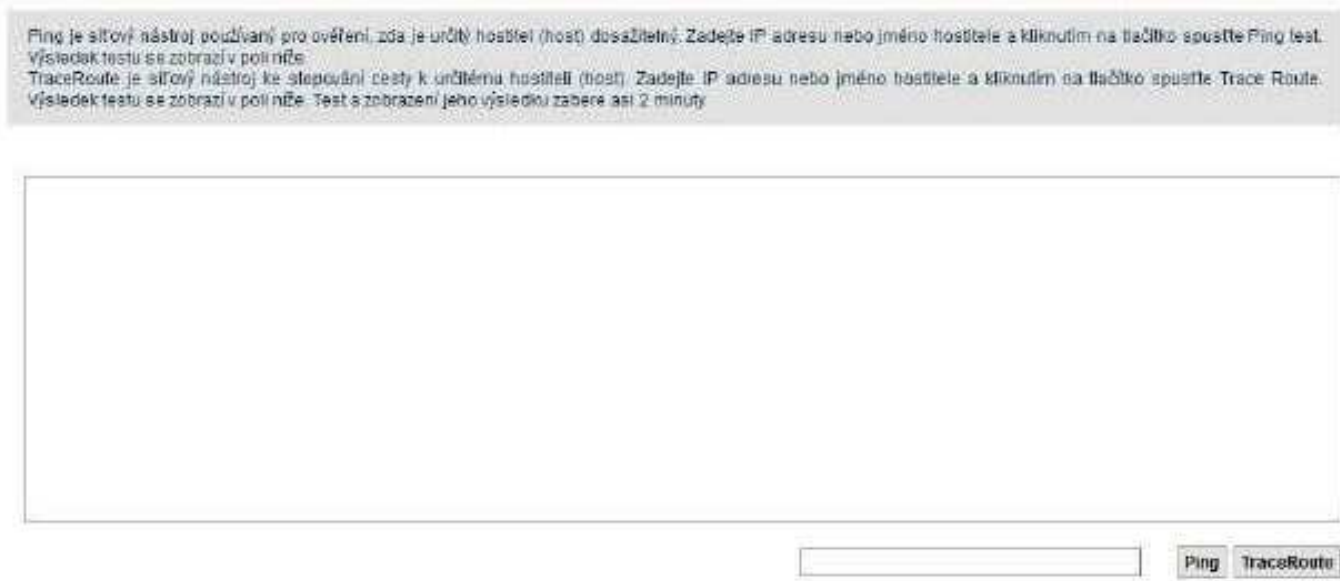 Ping je síťový nástroj používaný pro ověření, zda je určitý hostitel (host) dosažitelný. Zadejte IP adresu nebo jméno hostitele a kliknutím na tlačítko spusťte Ping test.
Výsledek testu se zobrazí v poli níže.
TraceRoute je síťový nástroj ke stopování cesty k určitému hostiteli (host). Zadejte IP adresu nebo jméno hostitele a kliknutím na tlačítko spusťte Trace Route.
Výsledek testu se zobrazí v poli níže. Test a zobrazení jeho výsledku zabere asi 2 minuty.
Ping TraceRoute